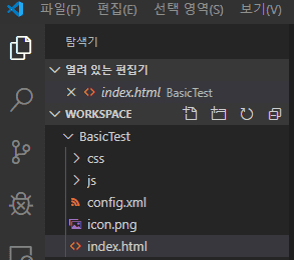 파일(F) 편집(E) 선택 영역(S) 보기(V)
탐색기
열려 있는 편집기
index.html BasicTest
WORKSPACE
BasicTest
css
js
config.xml
icon.png
index.html